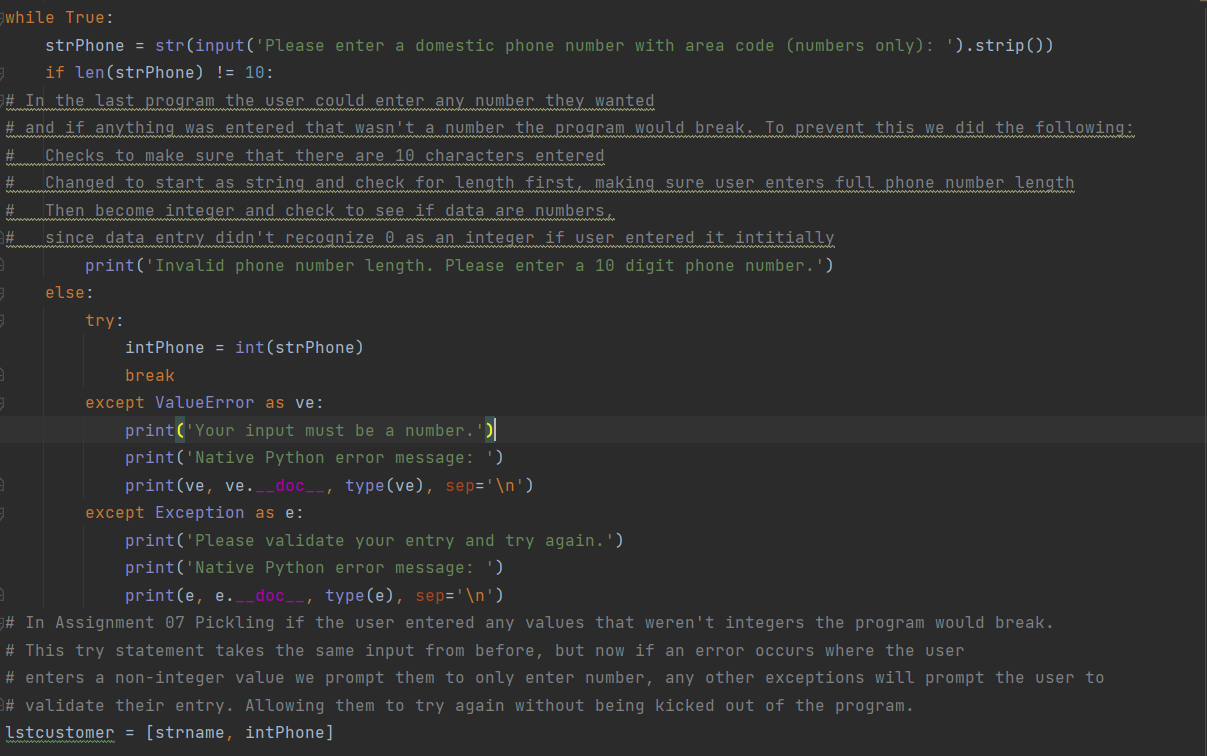 while True:
    strPhone = str(input('Please enter a domestic phone number with area code (numbers only): ').strip())
    if len(strPhone) != 10:
# In the last program the user could enter any number they wanted
# and if anything was entered that wasn't a number the program would break. To prevent this we did the following:
#   Checks to make sure that there are 10 characters entered
#   Changed to start as string and check for length first, making sure user enters full phone number length
#   Then become integer and check to see if data are numbers,
#   since data entry didn't recognize 0 as an integer if user entered it intitially
        print('Invalid phone number length. Please enter a 10 digit phone number.')
    else:
        try:
            intPhone = int(strPhone)
            break
        except ValueError as ve:
            print('Your input must be a number.')
            print('Native Python error message: ')
            print(ve, ve.__doc__, type(ve), sep='\n')
        except Exception as e:
            print('Please validate your entry and try again.')
            print('Native Python error message: ')
            print(e, e.__doc__, type(e), sep='\n')
# In Assignment 07 Pickling if the user entered any values that weren't integers the program would break.
# This try statement takes the same input from before, but now if an error occurs where the user
# enters a non-integer value we prompt them to only enter number, any other exceptions will prompt the user to
# validate their entry. Allowing them to try again without being kicked out of the program.
lstcustomer = [strname, intPhone]